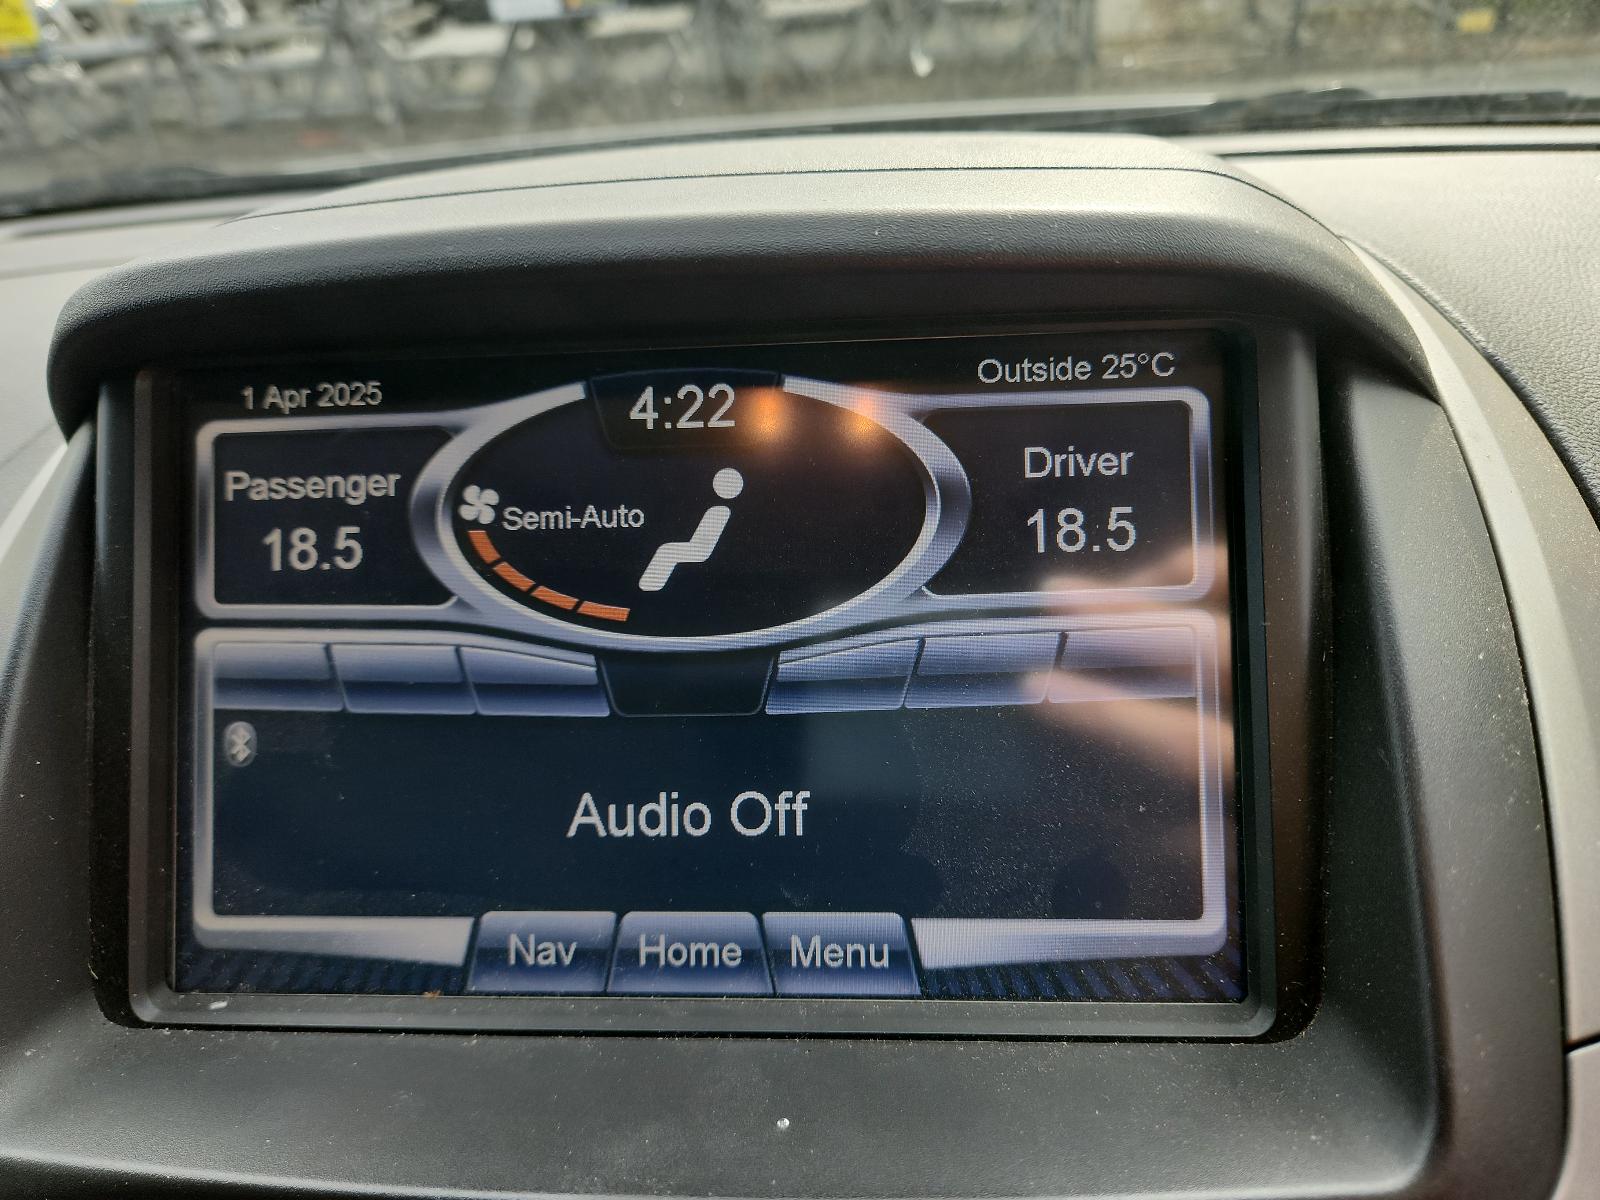 1 Apr 2025
4:22
Outside 25°C
Passenger
18.5
Semi-Auto
Driver
18.5
Audio Off
Nav Home Menu